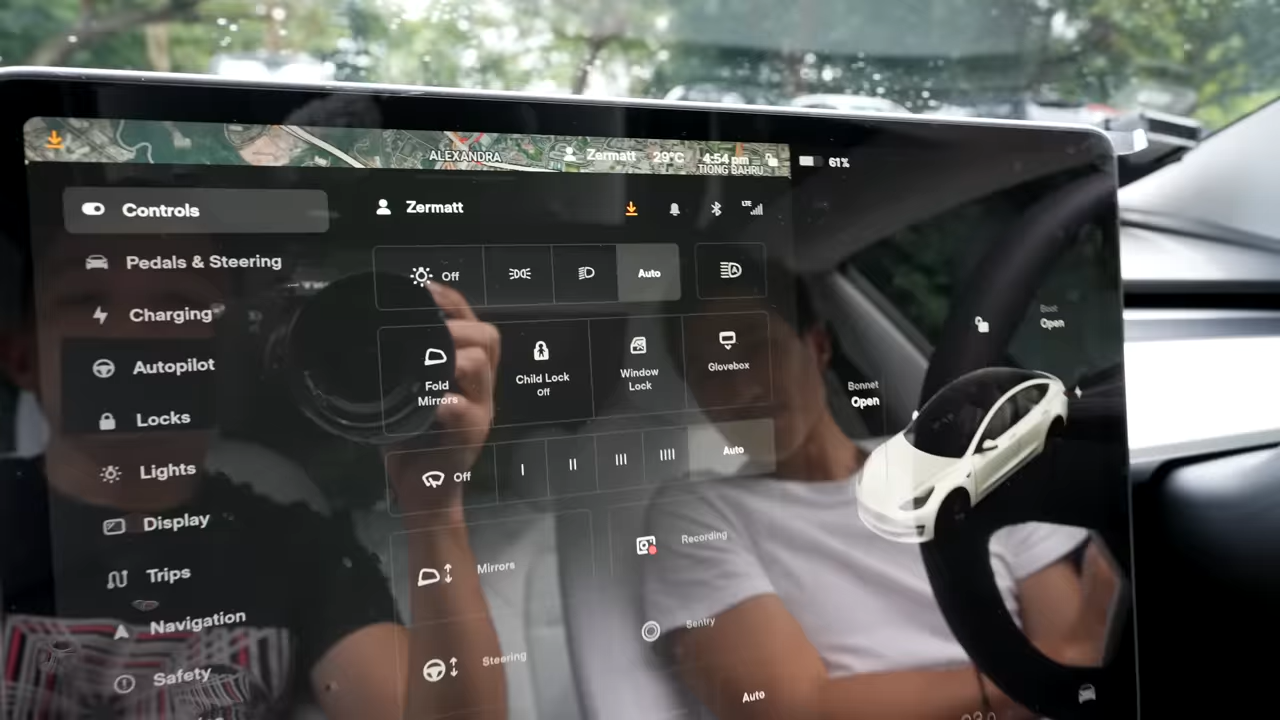 ALEXANDRA
Zermatt 29°C 4:54 pm
TIONG BAHRU
61%
Controls
Pedals & Steering
Charging
Autopilot
Locks
Lights
Display
Trips
Navigation
Safety
Zermatt
LTE
Off
Auto
A
Fold
Mirrors
Child Lock
Off
Window
Lock
Glovebox
Off
I
II
III
IIII
Auto
Mirrors
Recording
Steering
Sentry
Auto
Boot
Open
Bonnet
Open